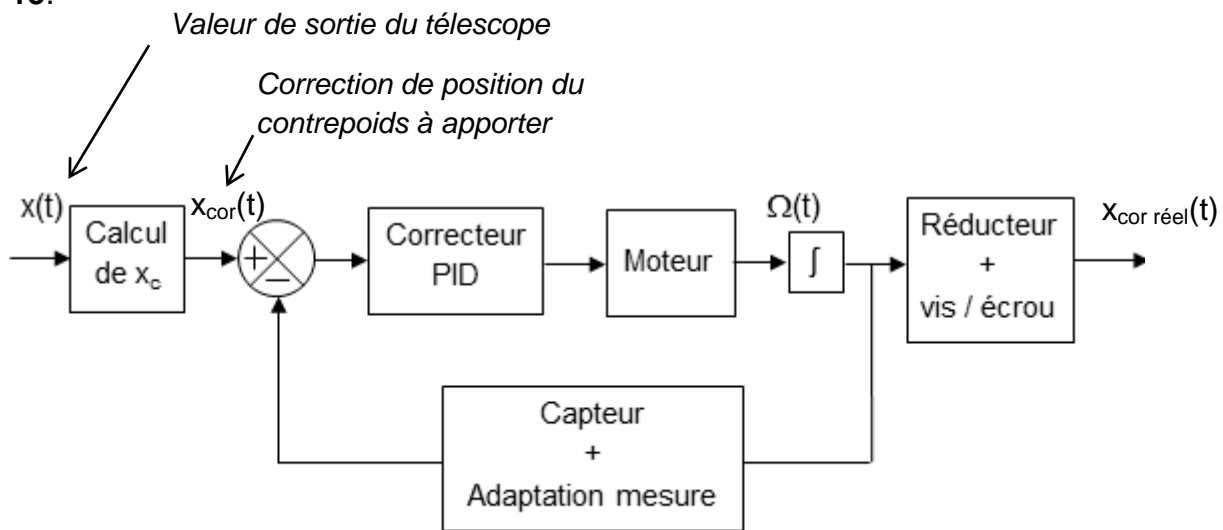 Valeur de sortie du télescope
Correction de position du
contrepoids à apporter
x(t)
Calcul
de xc
xcor(t)
+
−
Correcteur
PID
Moteur
Ω(t)
∫
Réducteur
+
vis / écrou
xcor réel(t)
Capteur
+
Adaptation mesure